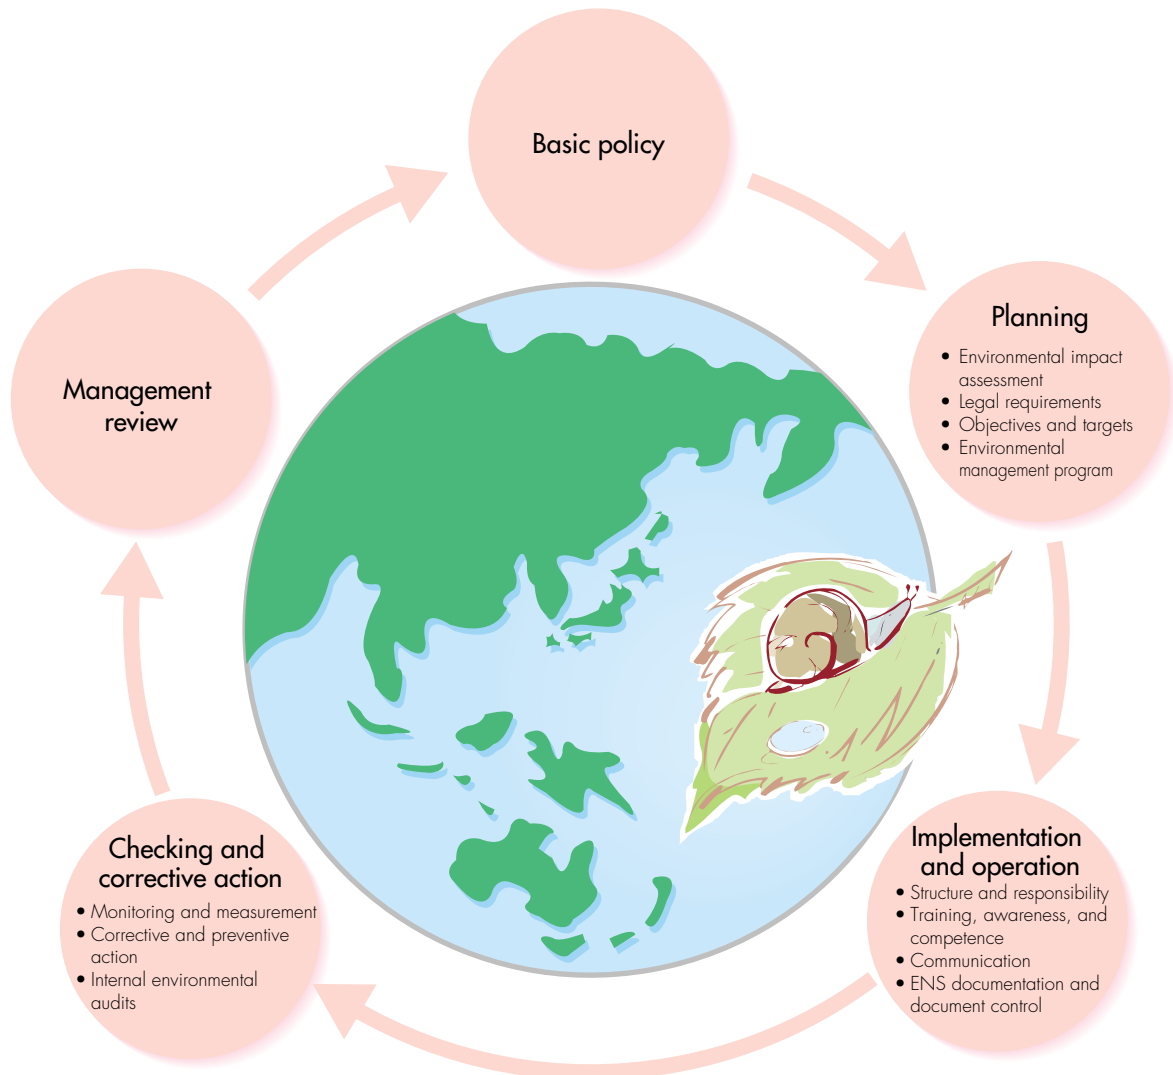 Basic policy
Planning
• Environmental impact
assessment
• Legal requirements
• Objectives and targets
• Environmental
management program
Implementation
and operation
• Structure and responsibility
• Training, awareness, and
competence
• Communication
• ENS documentation and
document control
Checking and
corrective action
• Monitoring and measurement
• Corrective and preventive
action
• Internal environmental
audits
Management
review